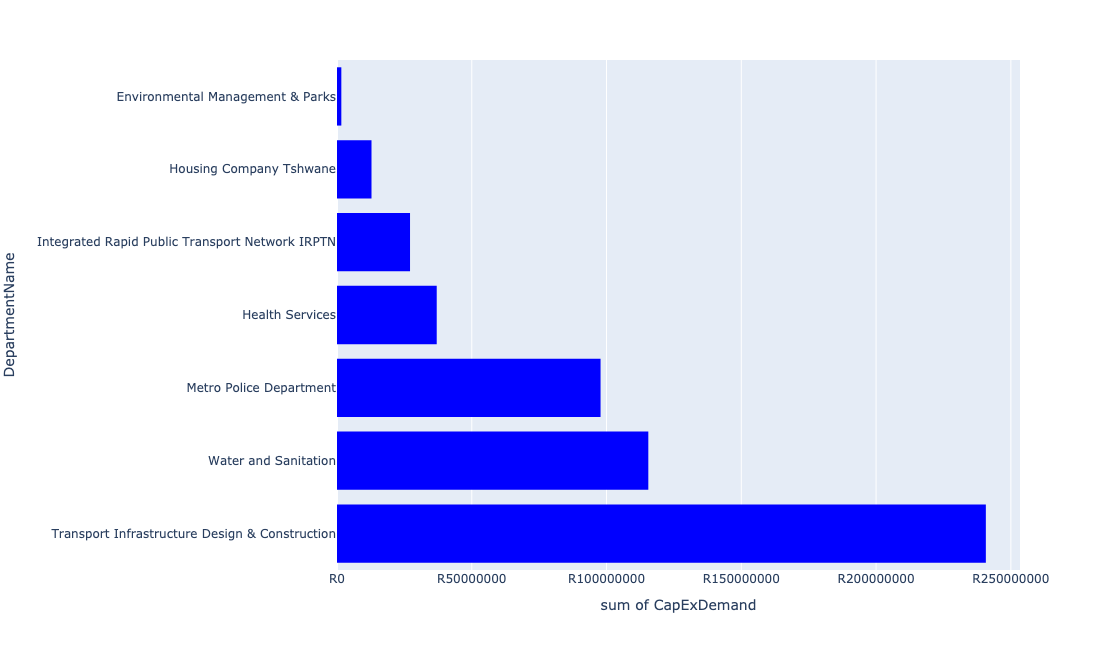 Environmental Management & Parks
Housing Company Tshwane
Integrated Rapid Public Transport Network IRPTN
Health Services
Metro Police Department
Water and Sanitation
Transport Infrastructure Design & Construction
DepartmentName
R0 R50000000 R100000000 R150000000 R200000000 R250000000
sum of CapExDemand